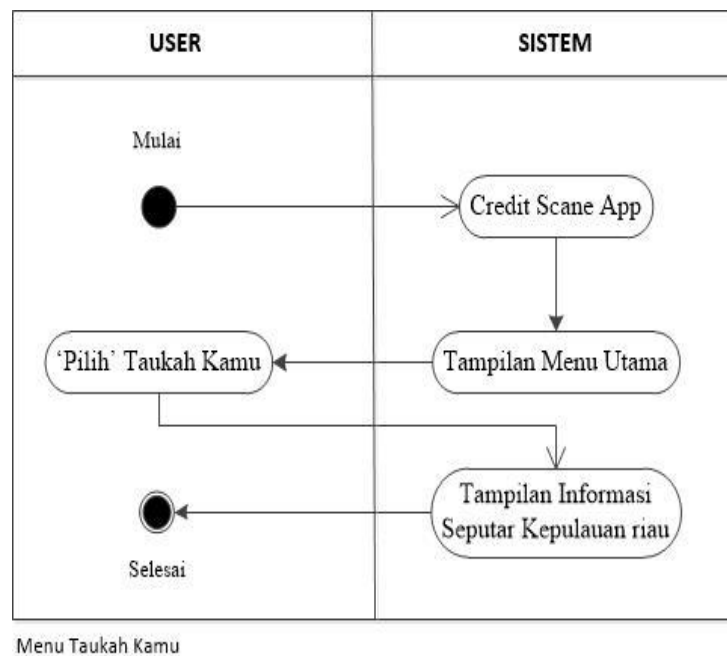 USER
SISTEM
Mulai
Credit Scane App
‘Pilih’ Taukah Kamu
Tampilan Menu Utama
Tampilan Informasi
Seputar Kepulauan riau
Selesai
Menu Taukah Kamu